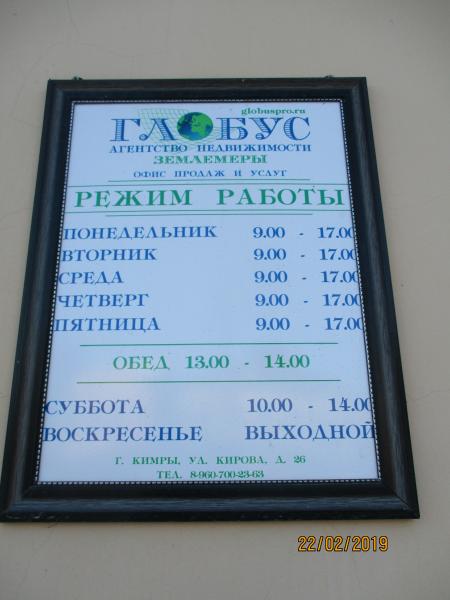 globuspro.ru
ГЛОБУС
АГЕНТСТВО НЕДВИЖИМОСТИ
ЗЕМЛЕМЕРЫ
ОФИС ПРОДАЖ И УСЛУГ
РЕЖИМ РАБОТЫ
ПОНЕДЕЛЬНИК 9.00 - 17.00
ВТОРНИК 9.00 - 17.00
СРЕДА 9.00 - 17.00
ЧЕТВЕРГ 9.00 - 17.00
ПЯТНИЦА 9.00 - 17.00
ОБЕД 13.00 - 14.00
СУББОТА 10.00 - 14.00
ВОСКРЕСЕНЬЕ ВЫХОДНОЙ
Г. КИМРЫ, УЛ. КИРОВА, Д. 26
ТЕЛ. 8-960-700-23-63
22/02/2019